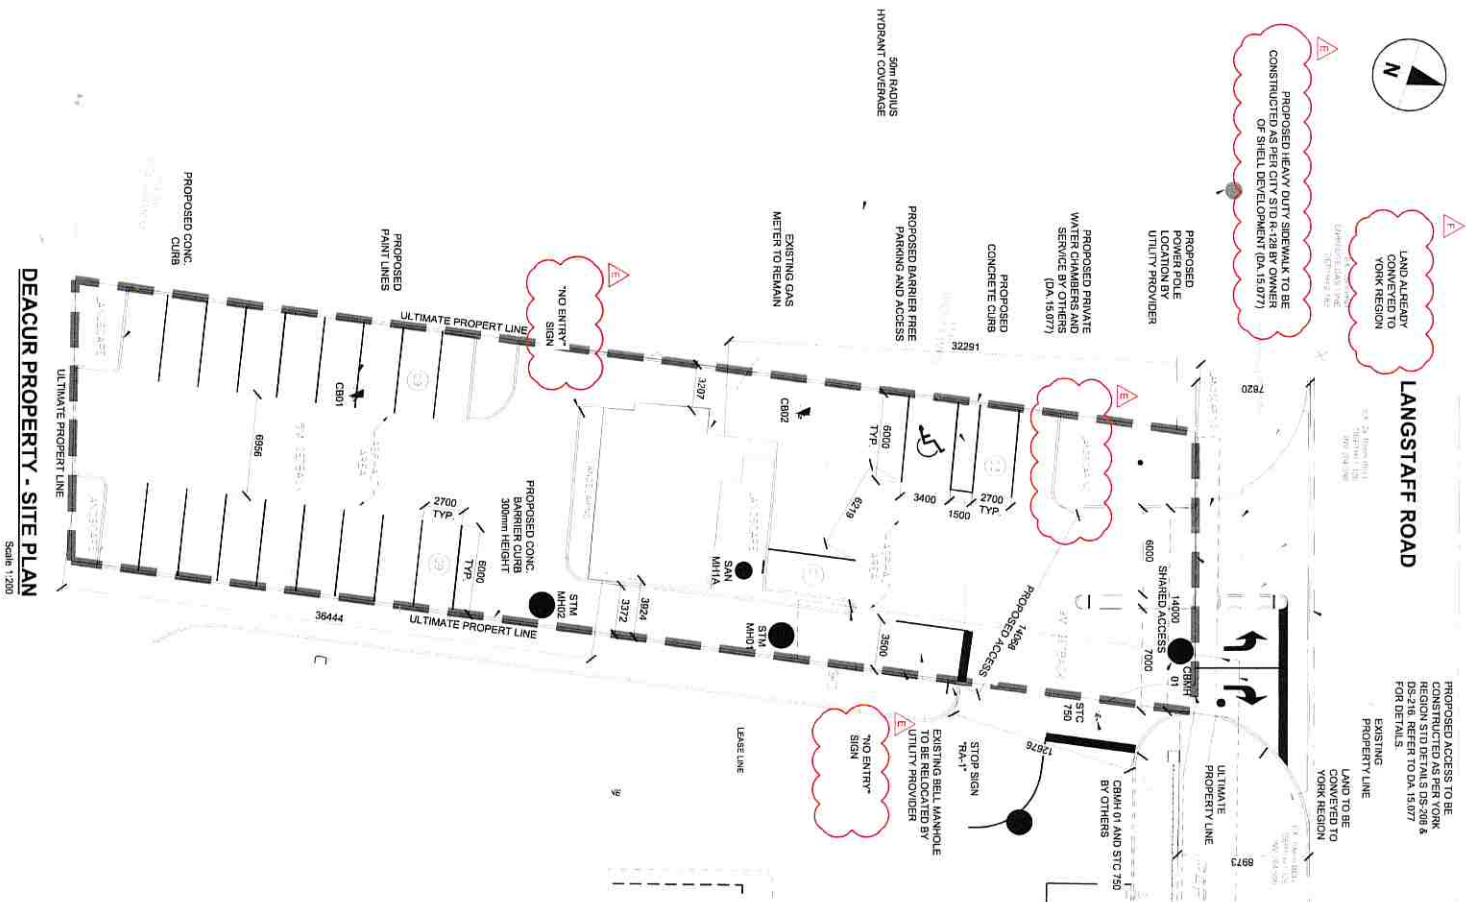 N
PROPOSED HEAVY DUTY SIDEWALK TO BE
CONSTRUCTED AS PER CITY STD R-128 BY OWNER
OF SHELL DEVELOPMENT (DA.15.077)
E
LAND ALREADY
CONVEYED TO
YORK REGION
LANGSTAFF ROAD
PROPOSED ACCESS TO BE
CONSTRUCTED AS PER YORK
REGION STD DETAILS DS-208 &
DS-216. REFER TO DA.15.077
FOR DETAILS
EXISTING
PROPERTY LINE
LAND TO BE
CONVEYED TO
YORK REGION
ULTIMATE
PROPERTY LINE
7820
8973
50m RADIUS
HYDRANT COVERAGE
PROPOSED
POWER POLE
LOCATION BY
UTILITY PROVIDER
PROPOSED PRIVATE
WATER CHAMBERS AND
SERVICE BY OTHERS
(DA.15.077)
PROPOSED
CONCRETE CURB
PROPOSED BARRIER FREE
PARKING AND ACCESS
EXISTING GAS
METER TO REMAIN
32291
E
6000
14000
SHARED ACCESS
7000
CBMH
01
14068
PROPOSED ACCESS
STC
750
12676
CBMH 01 AND STC 750
BY OTHERS
STOP SIGN
"RA-1"
EXISTING BELL MANHOLE
TO BE RELOCATED BY
UTILITY PROVIDER
E
"NO ENTRY"
SIGN
LEASE LINE
2700
TYP.
1500
3400
6000
TYP.
6219
3500
CB02
3207
SAN
MH1A
STM
MH01
3924
3372
STM
MH02
E
"NO ENTRY"
SIGN
ULTIMATE PROPERT LINE
PROPOSED CONC.
BARRIER CURB
300mm HEIGHT
6000
TYP.
2700
TYP.
ULTIMATE PROPERT LINE
36444
PROPOSED
PAINT LINES
CB01
6956
PROPOSED CONC.
CURB
ULTIMATE PROPERTY LINE
DEACUR PROPERTY - SITE PLAN
Scale 1:200